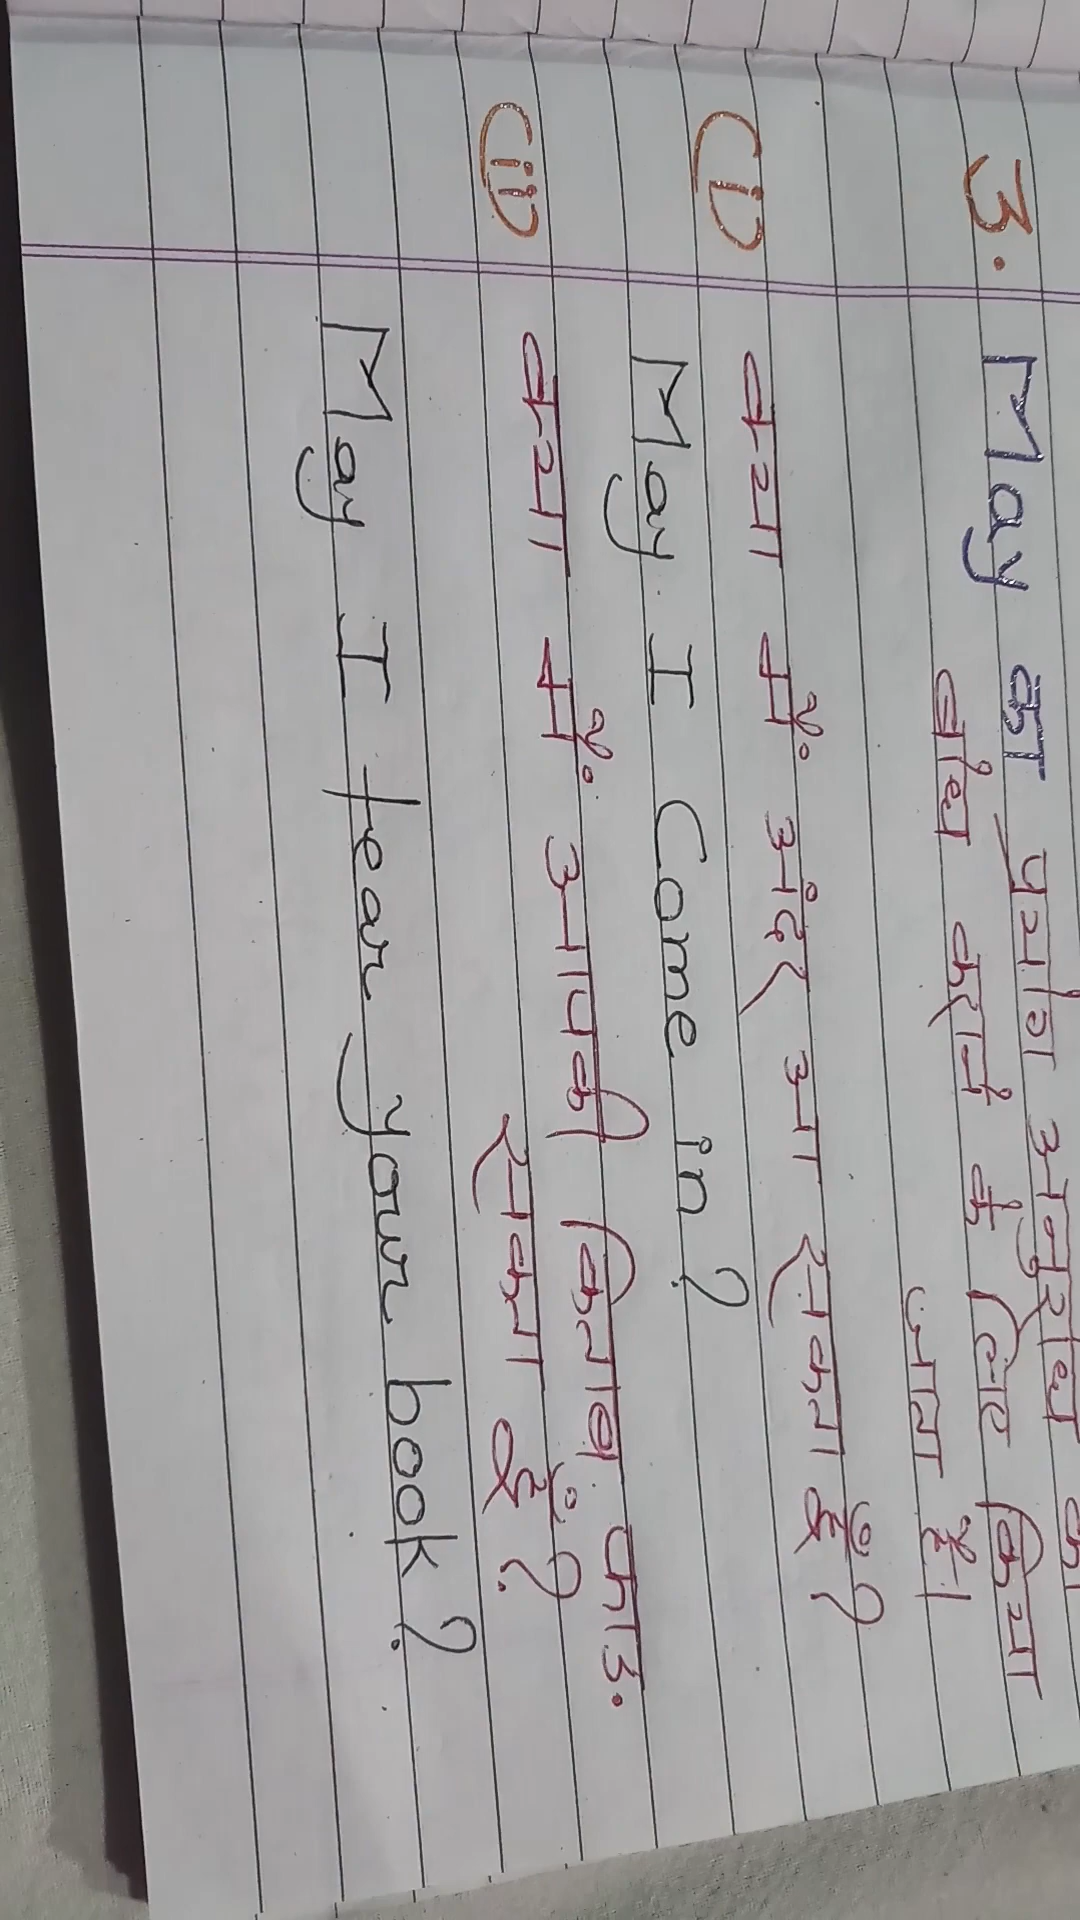 3. May का प्रयोग अनुरोध का
बोध कराने के लिए किया
जाता है।
(i) क्या मैं अंदर आ सकता हूँ?
May I Come in?
(ii) क्या मैं आपकी किताब फाड़
सकता हूँ?
May I tear your book?